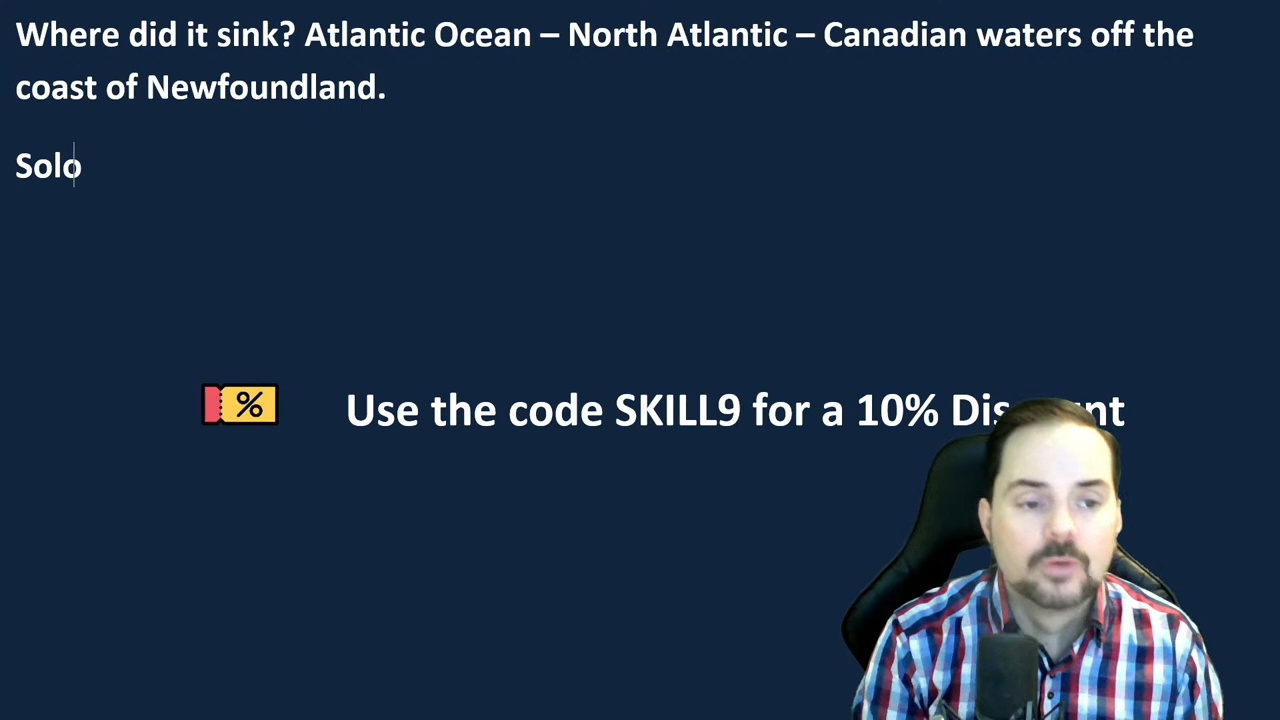 Where did it sink? Atlantic Ocean – North Atlantic – Canadian waters off the
coast of Newfoundland.
Solo
%
Use the code SKILL9 for a 10%